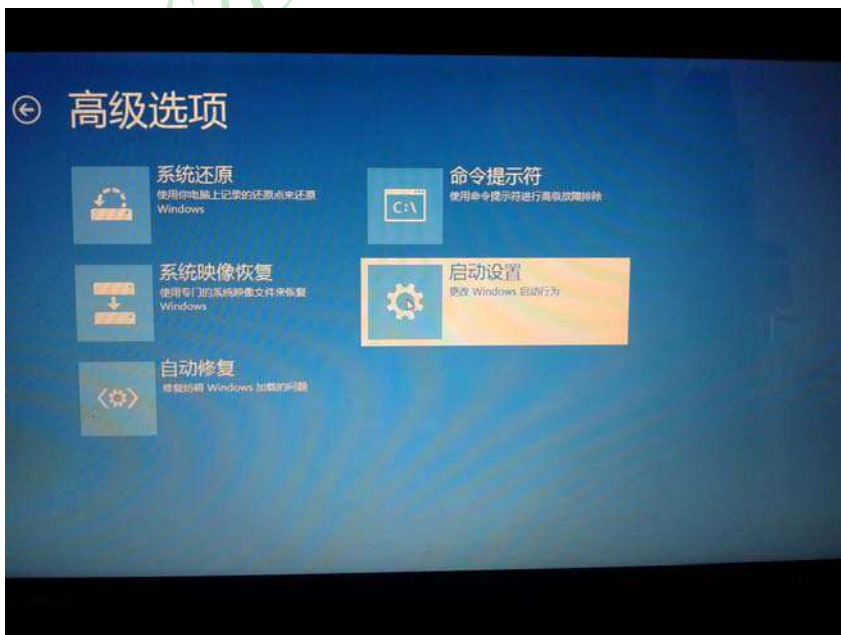 高级选项
系统还原
使用你电脑上记录的还原点来还原
Windows
命令提示符
使用命令提示符进行高级故障排除
C:\
系统映像恢复
使用专门的系统映像文件来恢复
Windows
启动设置
更改 Windows 启动行为
自动修复
修复妨碍 Windows 加载的问题